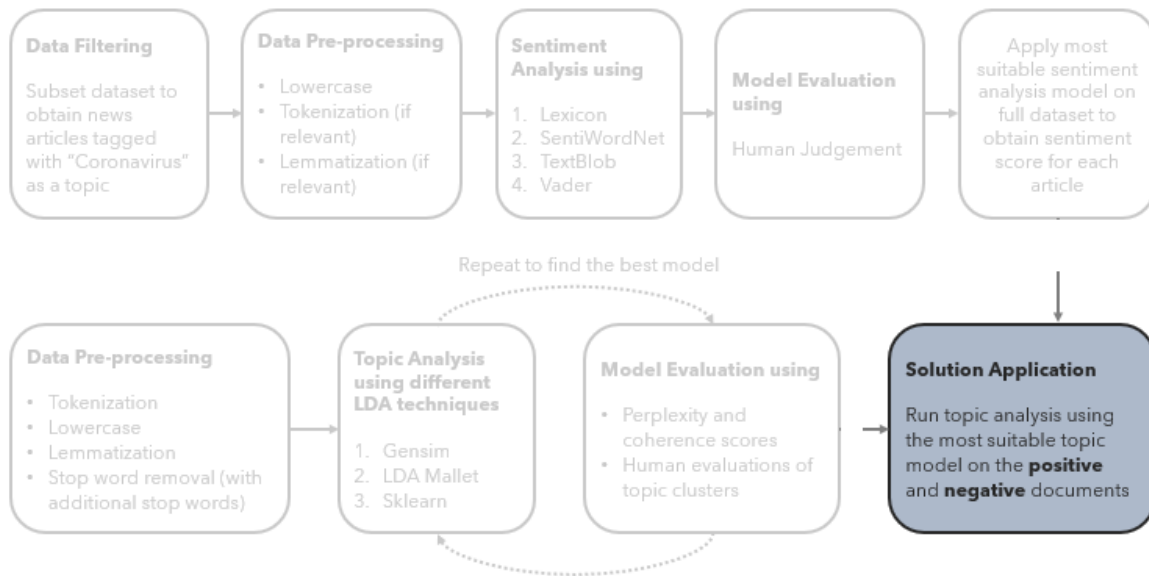 Data Filtering
Subset dataset to
obtain news
articles tagged
with "Coronavirus"
as a topic
Data Pre-processing
• Lowercase
• Tokenization (if
relevant)
• Lemmatization (if
relevant)
Sentiment
Analysis using
1. Lexicon
2. SentiWordNet
3. TextBlob
4. Vader
Model Evaluation
using
Human Judgement
Apply most
suitable sentiment
analysis model on
full dataset to
obtain sentiment
score for each
article
Repeat to find the best model
Data Pre-processing
• Tokenization
• Lowercase
• Lemmatization
• Stop word removal (with
additional stop words)
Topic Analysis
using different
LDA techniques
1. Gensim
2. LDA Mallet
3. Sklearn
Model Evaluation using
• Perplexity and
coherence scores
• Human evaluations of
topic clusters
Solution Application
Run topic analysis using
the most suitable topic
model on the positive
and negative documents